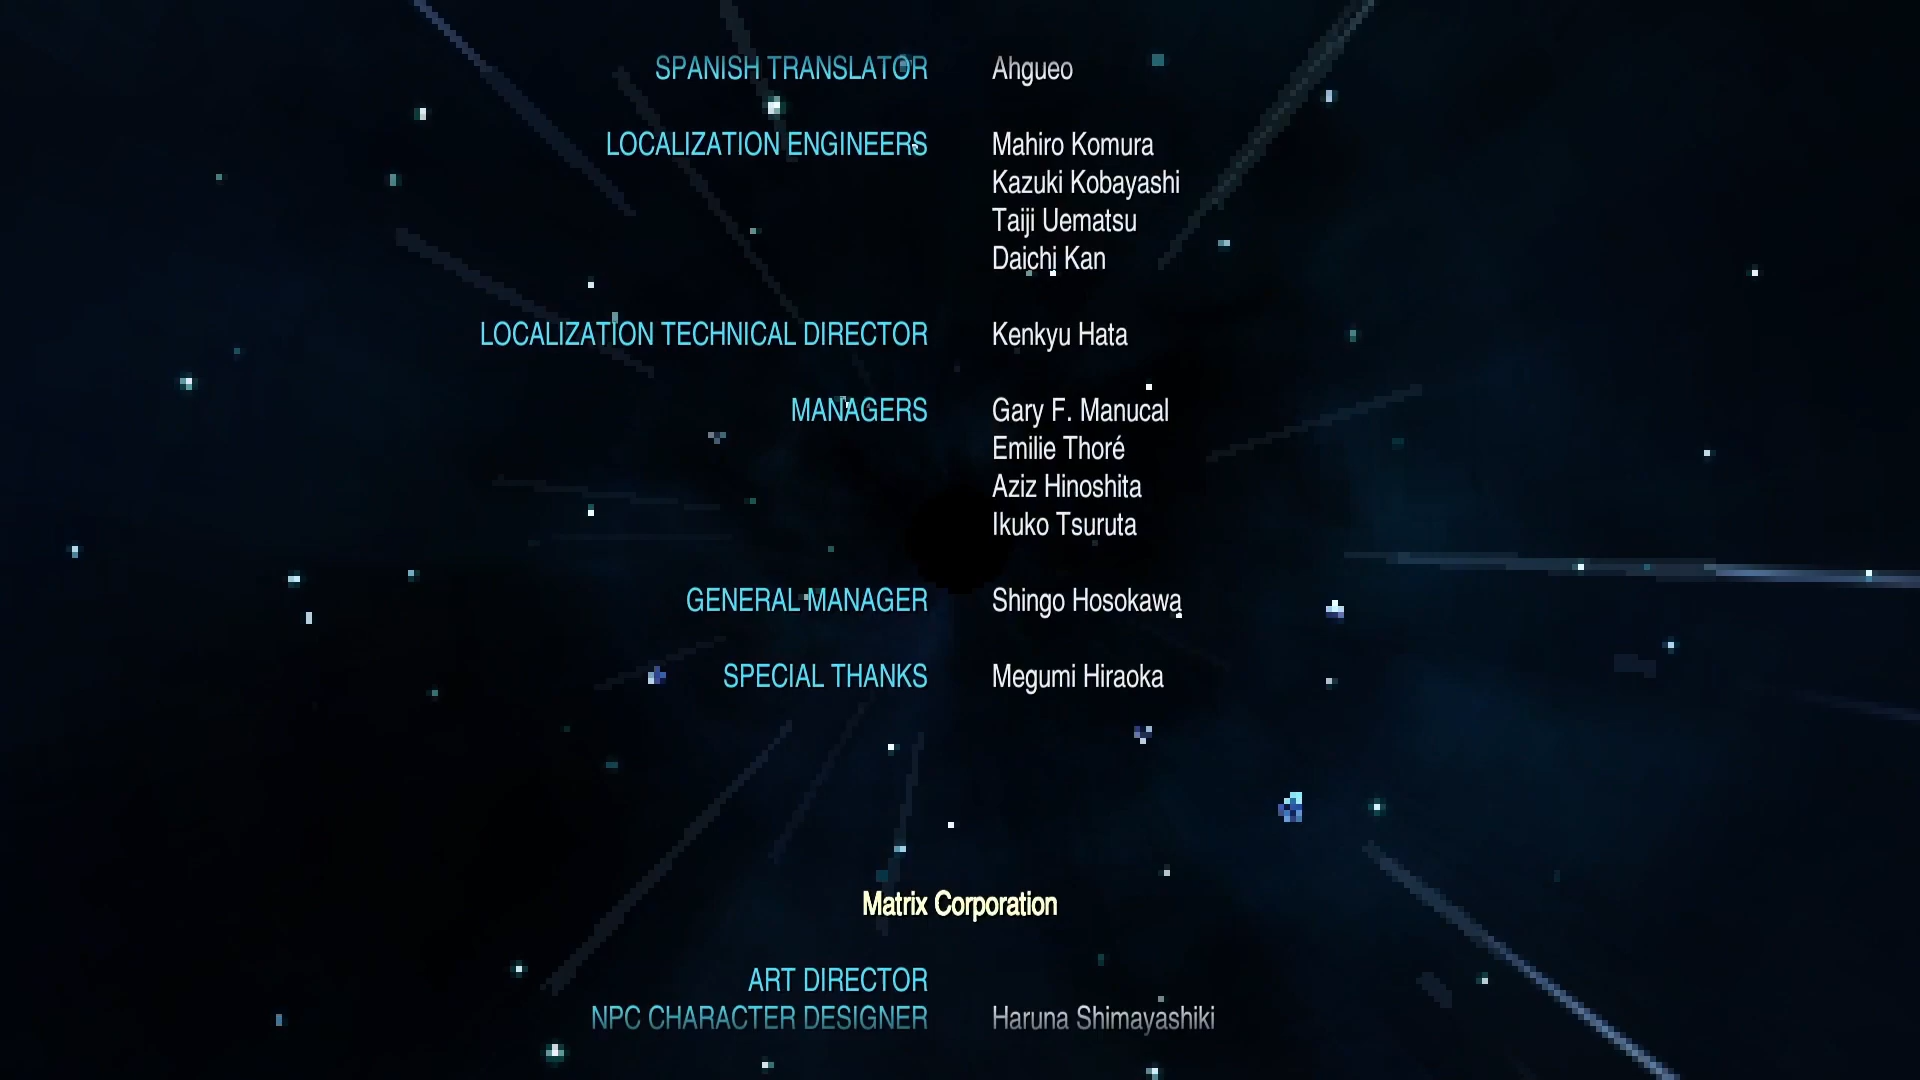 SPANISH TRANSLATOR Ahgueo
LOCALIZATION ENGINEERS Mahiro Komura
Kazuki Kobayashi
Taiji Uematsu
Daichi Kan
LOCALIZATION TECHNICAL DIRECTOR Kenkyu Hata
MANAGERS Gary F. Manucal
Emilie Thoré
Aziz Hinoshita
Ikuko Tsuruta
GENERAL MANAGER Shingo Hosokawa
SPECIAL THANKS Megumi Hiraoka
Matrix Corporation
ART DIRECTOR
NPC CHARACTER DESIGNER Haruna Shimayashiki